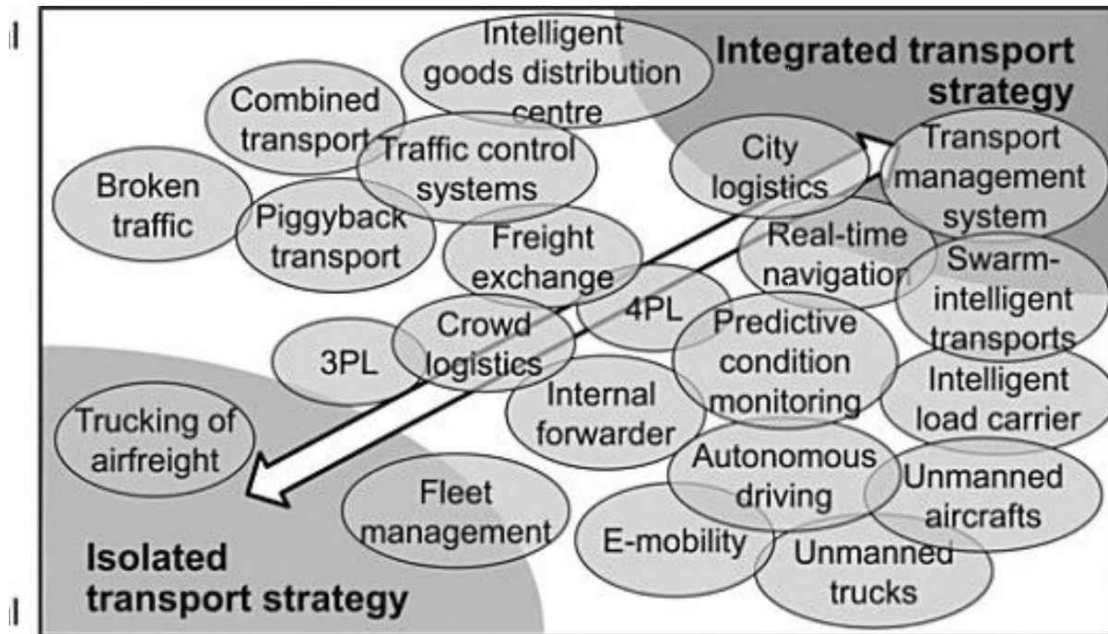 Intelligent
goods distribution
centre
Integrated transport
strategy
Combined
transport
Traffic control
systems
City
logistics
Transport
management
system
Broken
traffic
Piggyback
transport
Freight
exchange
Real-time
navigation
Swarm-
intelligent
transports
3PL
Crowd
logistics
4PL
Predictive
condition
monitoring
Intelligent
load carrier
Trucking of
airfreight
Internal
forwarder
Autonomous
driving
Unmanned
aircrafts
Fleet
management
E-mobility
Unmanned
trucks
Isolated
transport strategy